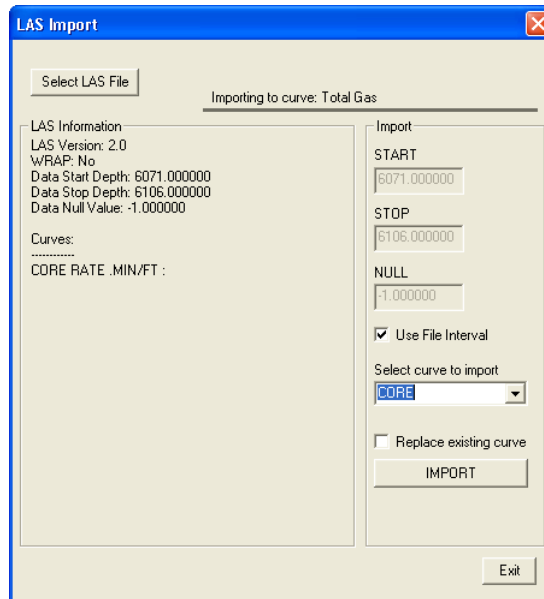 LAS Import
Select LAS File
Importing to curve: Total Gas
LAS Information
LAS Version: 2.0
WRAP: No
Data Start Depth: 6071.000000
Data Stop Depth: 6106.000000
Data Null Value: -1.000000
Curves:
------------
CORE RATE .MIN/FT :
Import
START
6071.000000
STOP
6106.000000
NULL
-1.000000
Use File Interval
Select curve to import
CORE
Replace existing curve
IMPORT
Exit